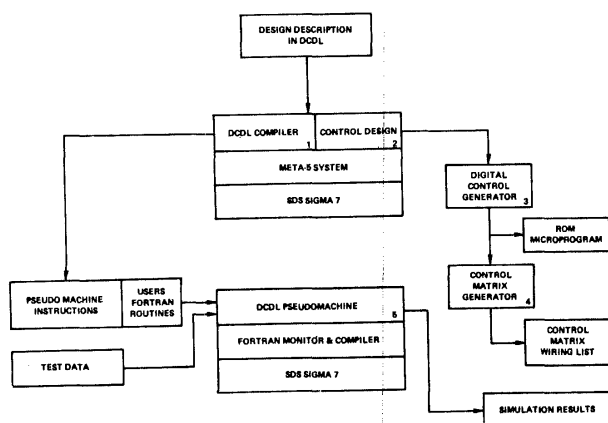 DESIGN DESCRIPTION
IN DCDL
DCDL COMPILER
1
CONTROL DESIGN
2
META-5 SYSTEM
SDS SIGMA 7
DIGITAL
CONTROL
GENERATOR
3
ROM
MICROPROGRAM
CONTROL
MATRIX
GENERATOR
4
CONTROL
MATRIX
WIRING LIST
PSEUDO MACHINE
INSTRUCTIONS
USERS
FORTRAN
ROUTINES
TEST DATA
DCDL PSEUDOMACHINE
5
FORTRAN MONITOR & COMPILER
SDS SIGMA 7
SIMULATION RESULTS